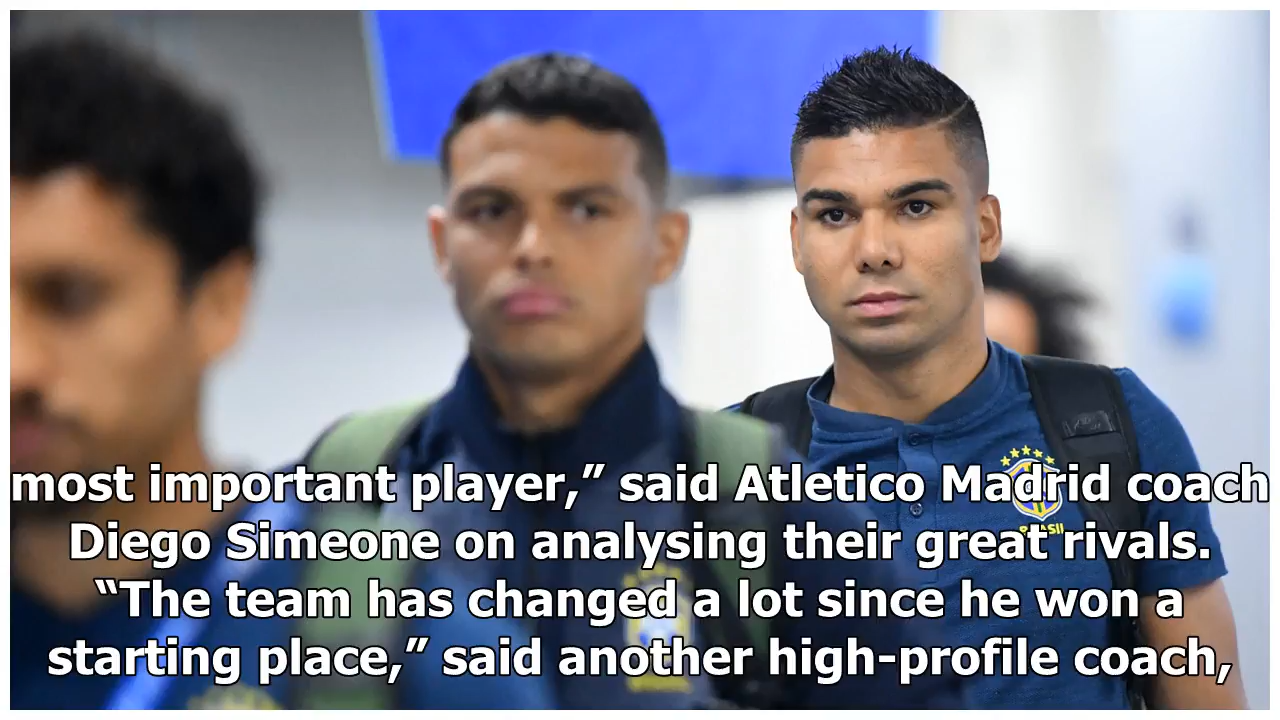 most important player,” said Atletico Madrid coach
Diego Simeone on analysing their great rivals.
“The team has changed a lot since he won a
starting place,” said another high-profile coach,
BRASIL